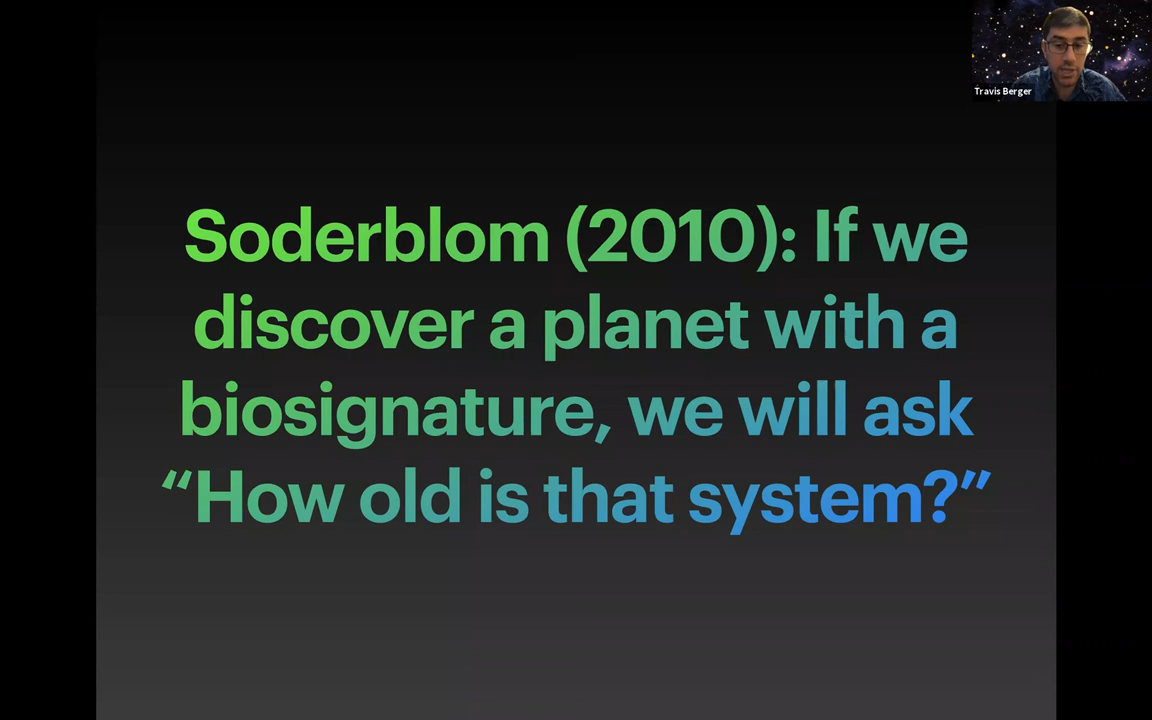 Travis Berger
Soderblom (2010): If we
discover a planet with a
biosignature, we will ask
“How old is that system?”